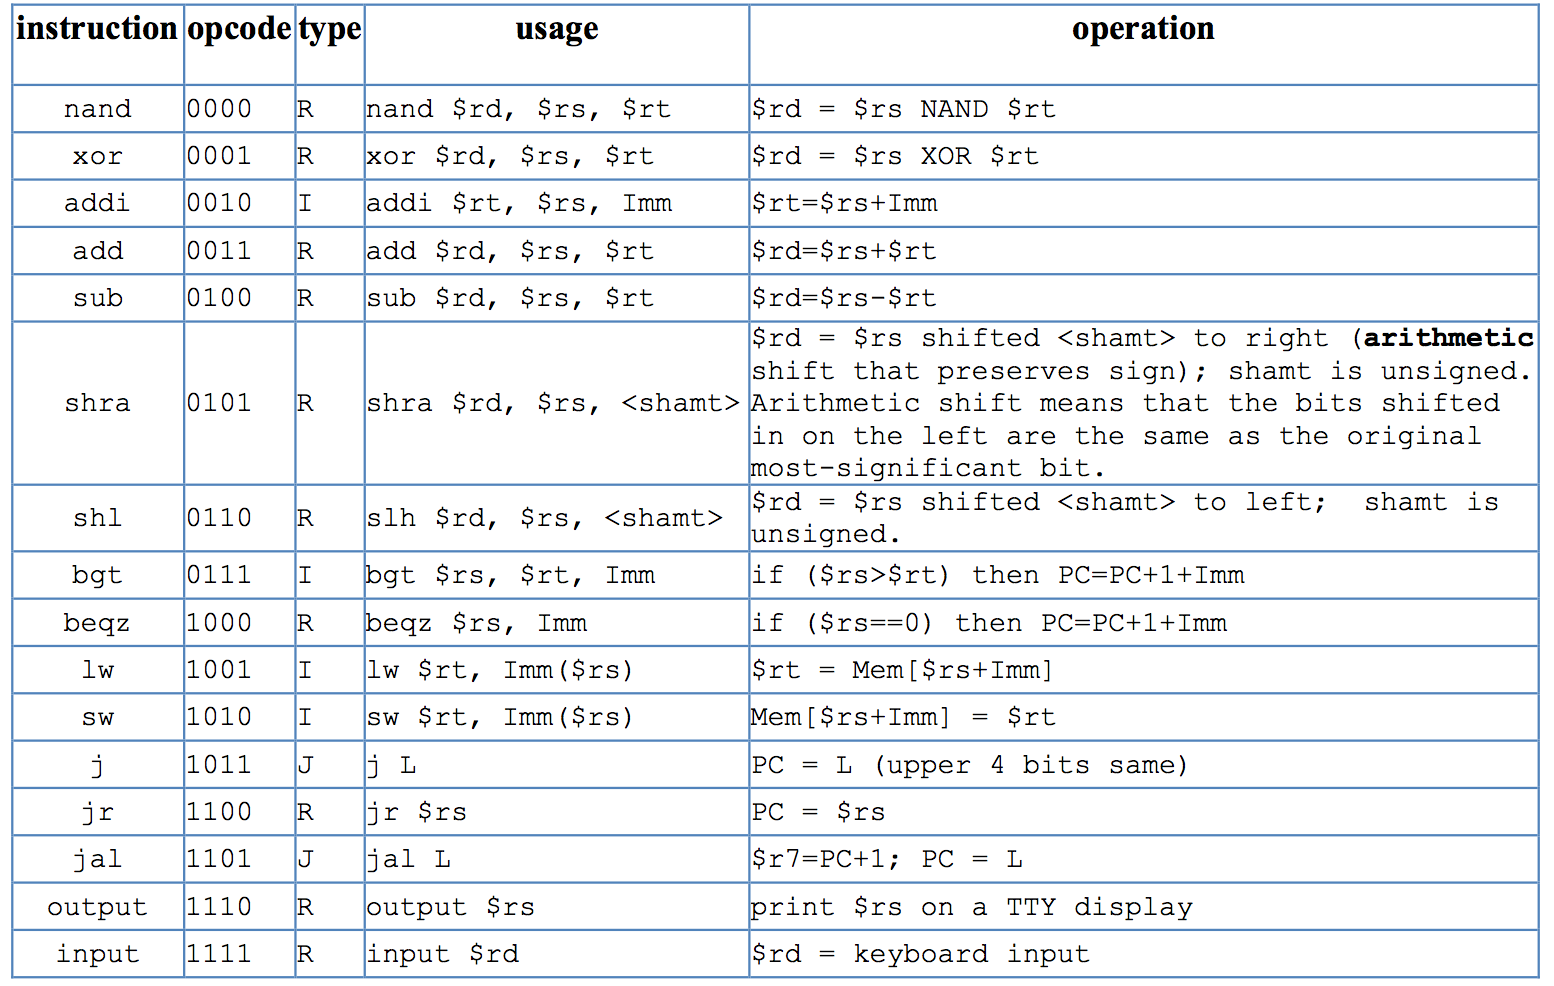 instruction opcode type usage operation
nand 0000 R nand $rd, $rs, $rt $rd = $rs NAND $rt
xor 0001 R xor $rd, $rs, $rt $rd = $rs XOR $rt
addi 0010 I addi $rt, $rs, Imm $rt=$rs+Imm
add 0011 R add $rd, $rs, $rt $rd=$rs+$rt
sub 0100 R sub $rd, $rs, $rt $rd=$rs-$rt
shra 0101 R shra $rd, $rs, <shamt> $rd = $rs shifted <shamt> to right (arithmetic
shift that preserves sign); shamt is unsigned.
Arithmetic shift means that the bits shifted
in on the left are the same as the original
most-significant bit.
shl 0110 R slh $rd, $rs, <shamt> $rd = $rs shifted <shamt> to left; shamt is
unsigned.
bgt 0111 I bgt $rs, $rt, Imm if ($rs>$rt) then PC=PC+1+Imm
beqz 1000 R beqz $rs, Imm if ($rs==0) then PC=PC+1+Imm
lw 1001 I lw $rt, Imm($rs) $rt = Mem[$rs+Imm]
sw 1010 I sw $rt, Imm($rs) Mem[$rs+Imm] = $rt
j 1011 J j L PC = L (upper 4 bits same)
jr 1100 R jr $rs PC = $rs
jal 1101 J jal L $r7=PC+1; PC = L
output 1110 R output $rs print $rs on a TTY display
input 1111 R input $rd $rd = keyboard input